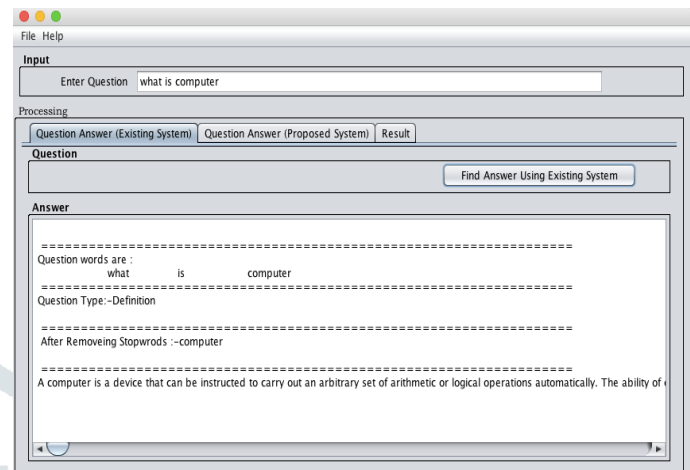 File Help
Input
Enter Question what is computer
Processing
Question Answer (Existing System) Question Answer (Proposed System) Result
Question
Find Answer Using Existing System
Answer
====================================================================
Question words are :
what is computer
====================================================================
Question Type:-Definition
====================================================================
After Removeing Stopwrods :-computer
====================================================================
A computer is a device that can be instructed to carry out an arbitrary set of arithmetic or logical operations automatically. The ability of